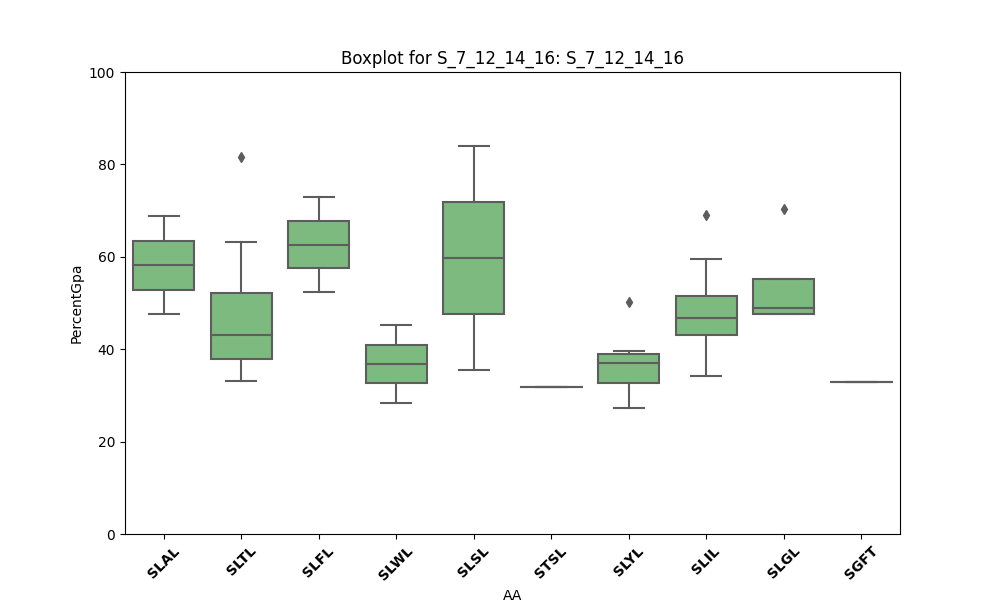 Boxplot for S_7_12_14_16: S_7_12_14_16
100
80
60
40
20
0
PercentGpa
SLAL
SLTL
SLFL
SLWL
SLSL
STSL
SLYL
SLIL
SLGL
SGFT
AA